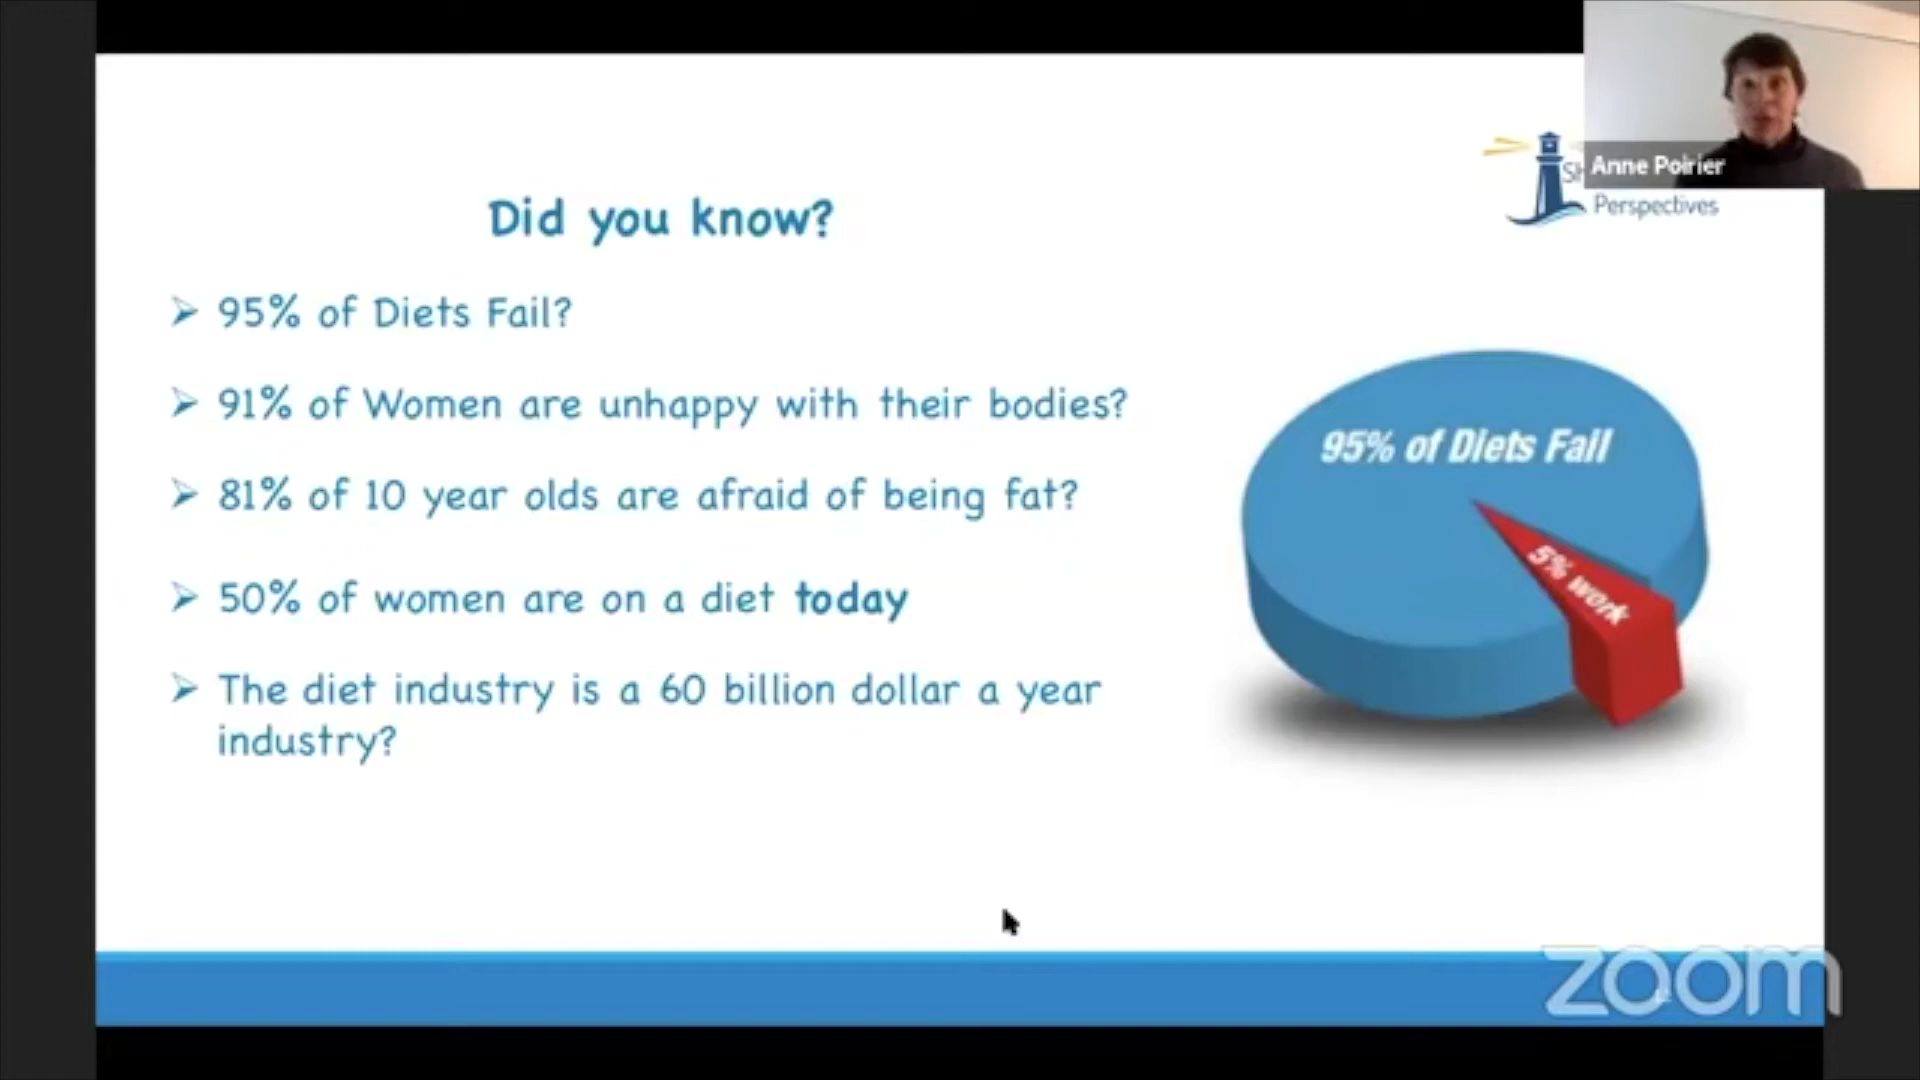 Did you know?
95% of Diets Fail?
91% of Women are unhappy with their bodies?
81% of 10 year olds are afraid of being fat?
50% of women are on a diet today
The diet industry is a 60 billion dollar a year
industry?
Anne Poirier
Perspectives
95% of Diets Fail
5% work
zoom